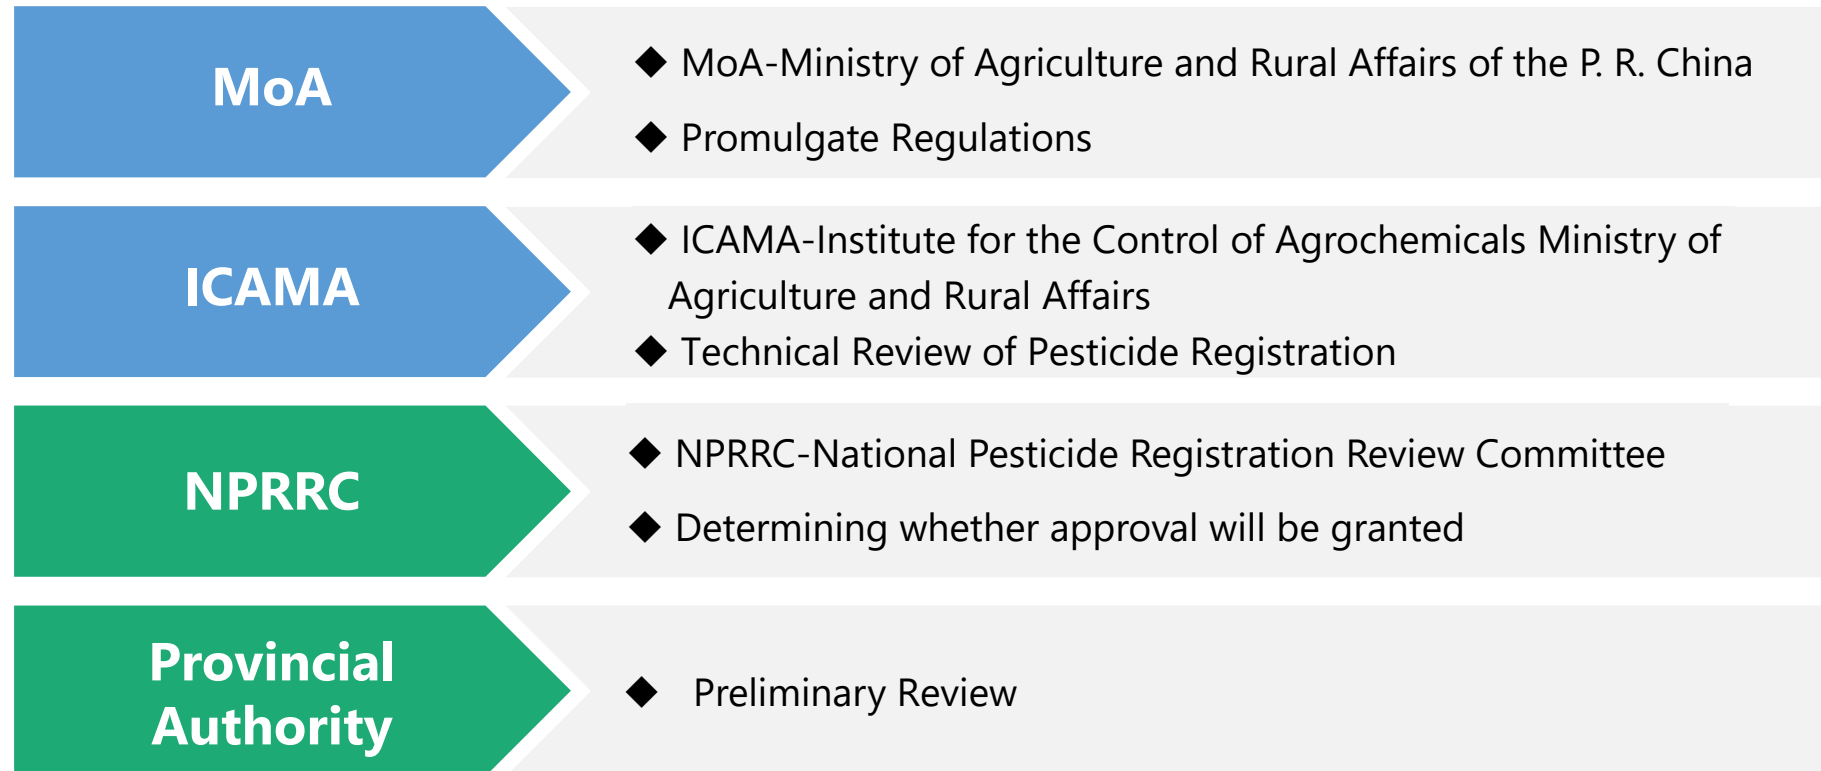 MoA
◆ MoA-Ministry of Agriculture and Rural Affairs of the P. R. China
◆ Promulgate Regulations
ICAMA
◆ ICAMA-Institute for the Control of Agrochemicals Ministry of
Agriculture and Rural Affairs
◆ Technical Review of Pesticide Registration
NPRRC
◆ NPRRC-National Pesticide Registration Review Committee
◆ Determining whether approval will be granted
Provincial
Authority
◆ Preliminary Review